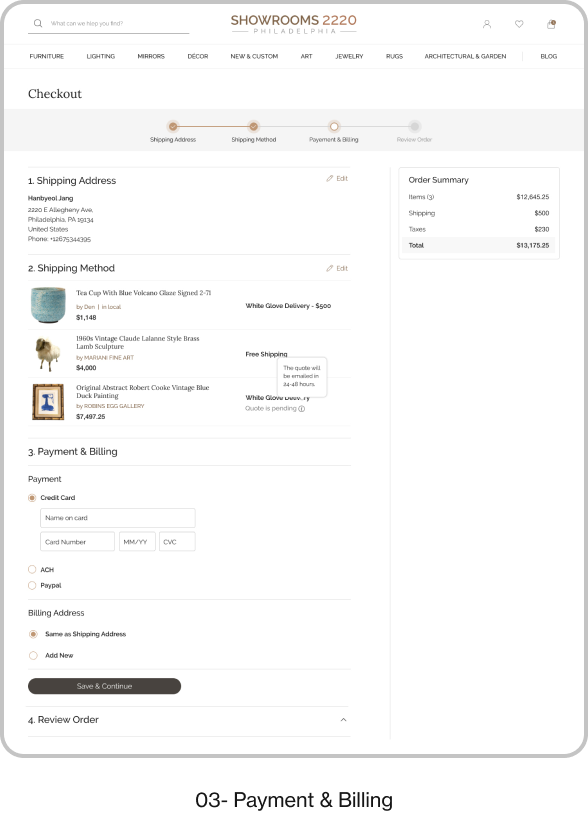 What can we help you find?
SHOWROOMS 2220
PHILADELPHIA
1
FURNITURE LIGHTING MIRRORS DÉCOR NEW & CUSTOM ART JEWELRY RUGS ARCHITECTURAL & GARDEN BLOG
Checkout
Shipping Address Shipping Method Payement & Billing Review Order
1. Shipping Address
Edit
Hanbyeol Jang
2220 E Allegheny Ave,
Philadelphia, PA 19134
United States
Phone: +12675344395
2. Shipping Method
Edit
Tea Cup With Blue Volcano Glaze Signed 2-71
by Den | in local
$1,148
White Glove Delivery - $500
1960s Vintage Claude Lalanne Style Brass
Lamb Sculpture
by MARIANI FINE ART
$4,000
Free Shipping
The quote will
be emailed in
24-48 hours.
Original Abstract Robert Cooke Vintage Blue
Duck Painting
by ROBINS EGG GALLERY
$7,497.25
White Glove Delivery
Quote is pending
3. Payment & Billing
Payment
Credit Card
Name on card
Card Number MM/YY CVC
ACH
Paypal
Billing Address
Same as Shipping Address
Add New
Save & Continue
4. Review Order
Order Summary
Items (3) $12,645.25
Shipping $500
Taxes $230
Total $13,175.25
03- Payment & Billing